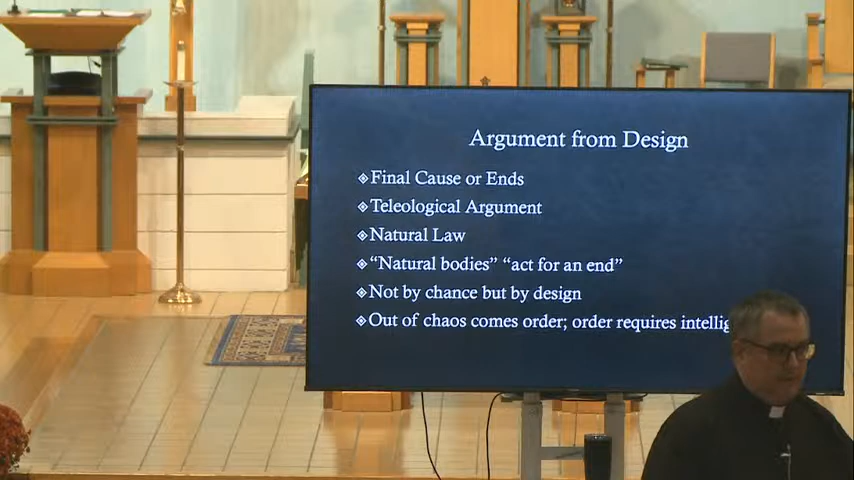 Argument from Design
Final Cause or Ends
Teleological Argument
Natural Law
“Natural bodies” “act for an end”
Not by chance but by design
Out of chaos comes order; order requires